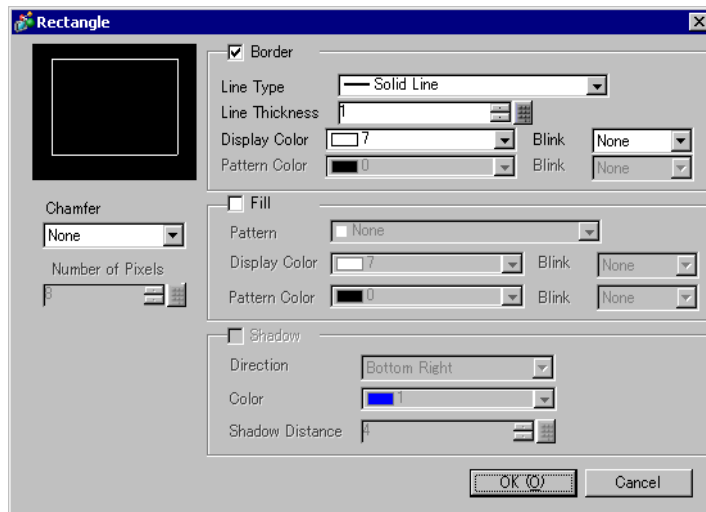 Rectangle
Border
Line Type
Solid Line
Line Thickness
1
Display Color
7
Blink
None
Pattern Color
0
Blink
None
Chamfer
None
Number of Pixels
8
Fill
Pattern
None
Display Color
7
Blink
None
Pattern Color
0
Blink
None
Shadow
Direction
Bottom Right
Color
1
Shadow Distance
4
OK (O)
Cancel